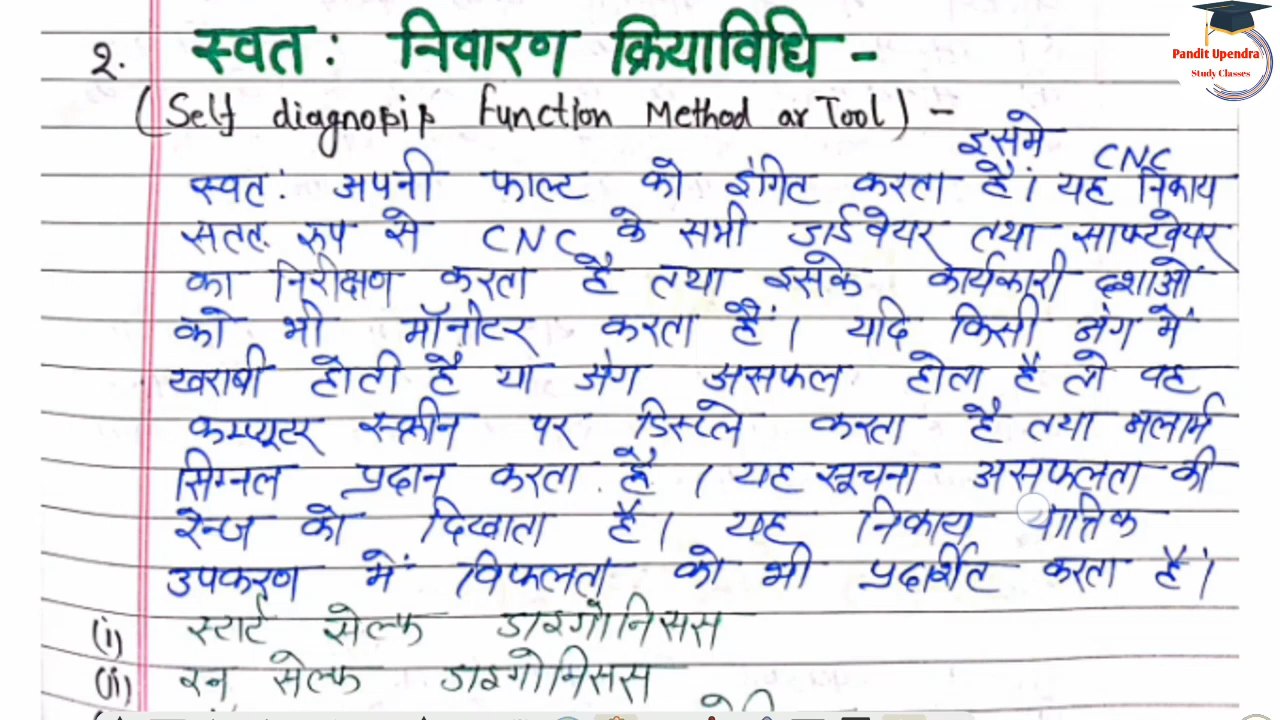 Pandit Upendra
Study Classes
२. स्वत: निवारण क्रियाविधि -
(Self diagnopip Function Method or Tool) -
इसमे CNC
स्वत: अपनी फाल्ट को इंगित करता है। यह निकाय
सतत रुप से CNC के सभी हार्डवेयर तथा साफ्टवेयर
का निरीक्षण करता है तथा इसके कार्यकारी दशाओं
को भी मॉनीटर करता है। यदि किसी अंग में
खराबी होती है या अंग असफल होता है तो वह
कम्प्यूटर स्क्रीन पर डिस्प्ले करता है तथा अलार्म
सिग्नल प्रदान करता है । यह सूचना असफलता की
रेन्ज को दिखाता है। यह निकाय यांत्रिक
उपकरण में विफलता को भी प्रदर्शित करता है।
(i) स्टार्ट सेल्फ डाइगोनिसस
(ii) रन सेल्फ डाइगोनिसस